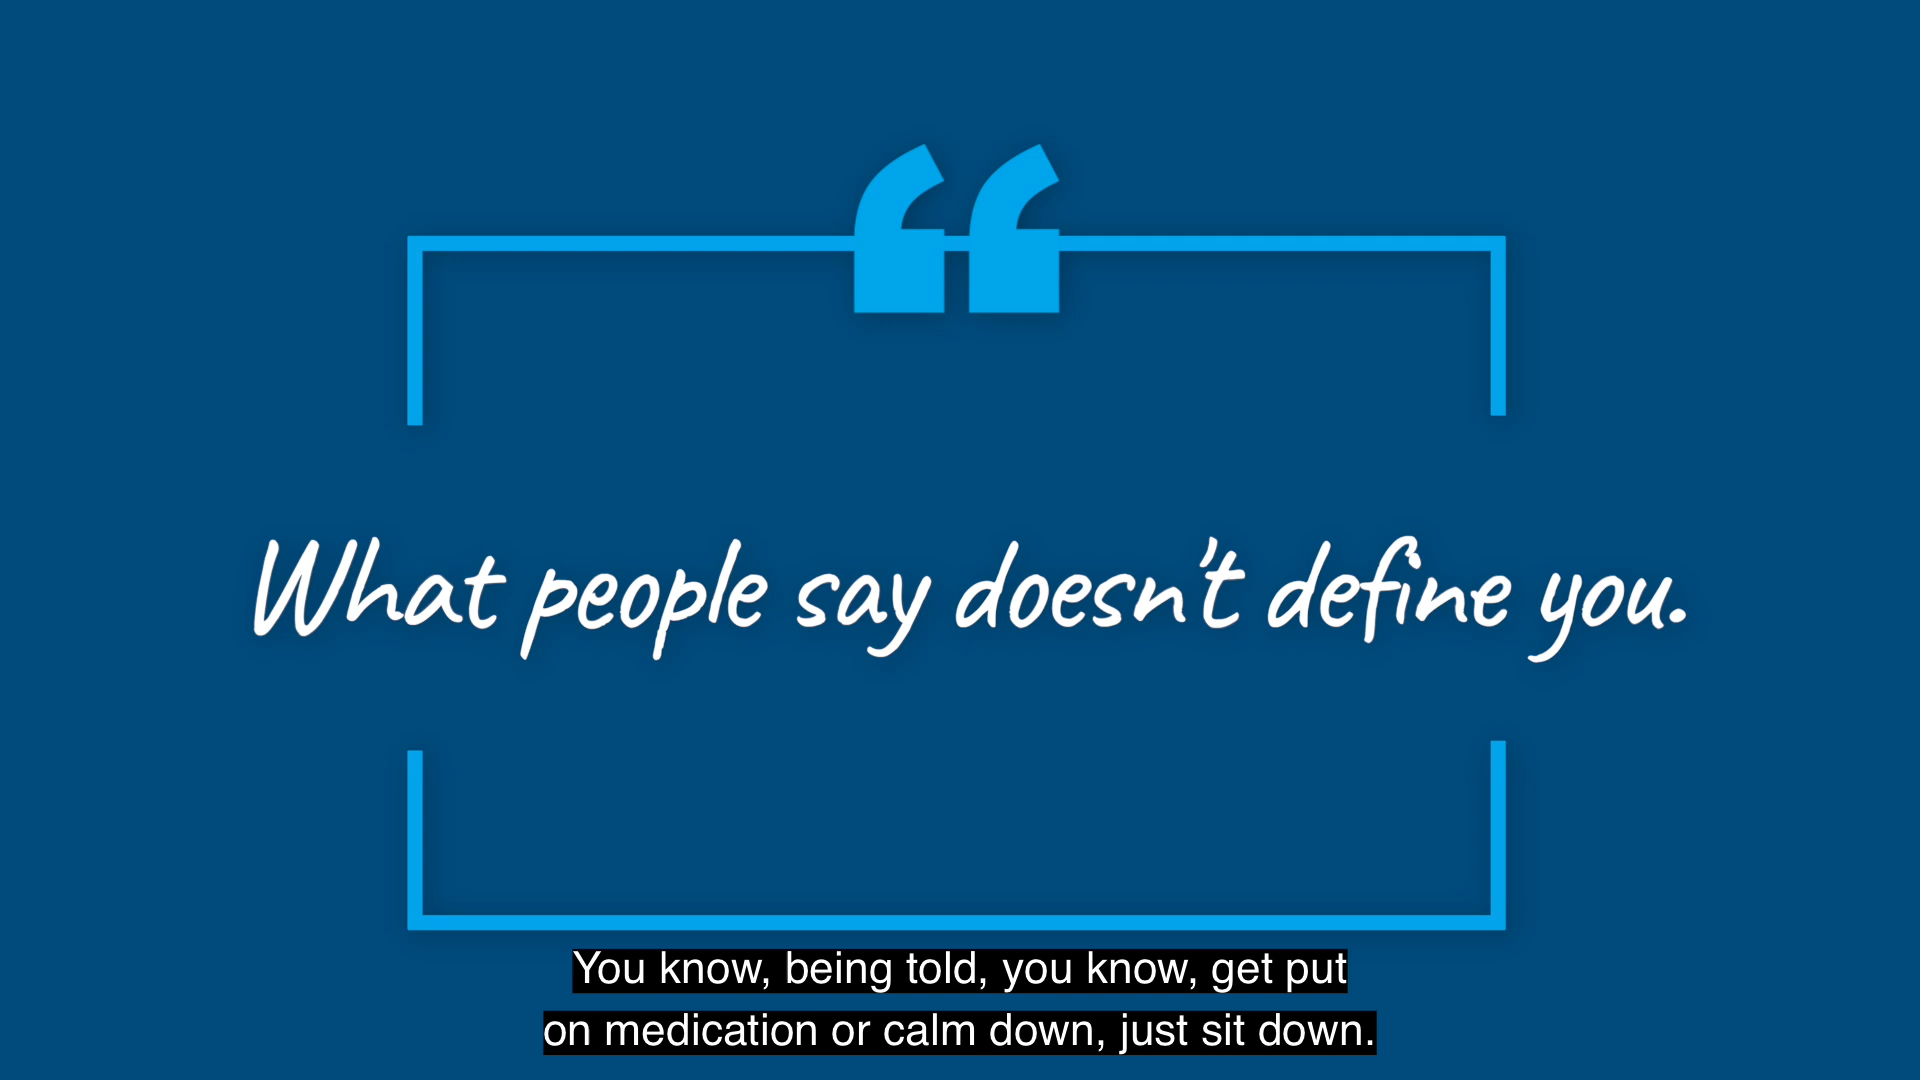 What people say doesn't define you.
You know, being told, you know, get put
on medication or calm down, just sit down.